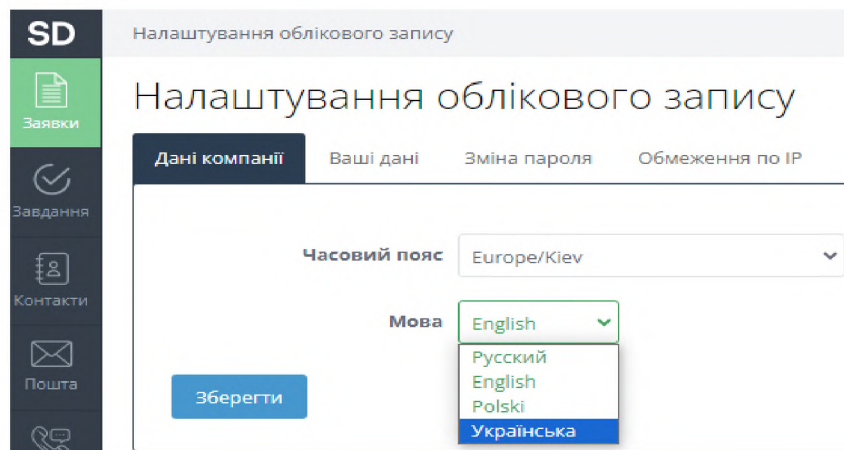 SD
Налаштування облікового запису
Налаштування облікового запису
Заявки
Завдання
Контакти
Пошта
Дані компанії Ваші дані Зміна пароля Обмеження по IP
Часовий пояс Europe/Kiev
Мова English
Русский
English
Polski
Українська
Зберегти